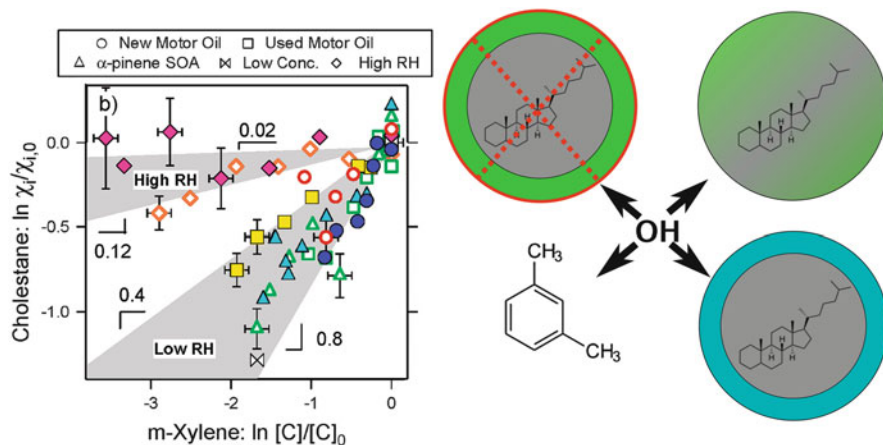 New Motor Oil Used Motor Oil
α-pinene SOA Low Conc. High RH
b)
0.02
High RH
0.12
0.4
Low RH
0.8
0.0
-0.5
-1.0
Cholestane: ln χi/χi,0
-3 -2 -1 0
m-Xylene: ln [C]/[C]0
H
H H
OH
CH3
CH3
H
H H
H
H H